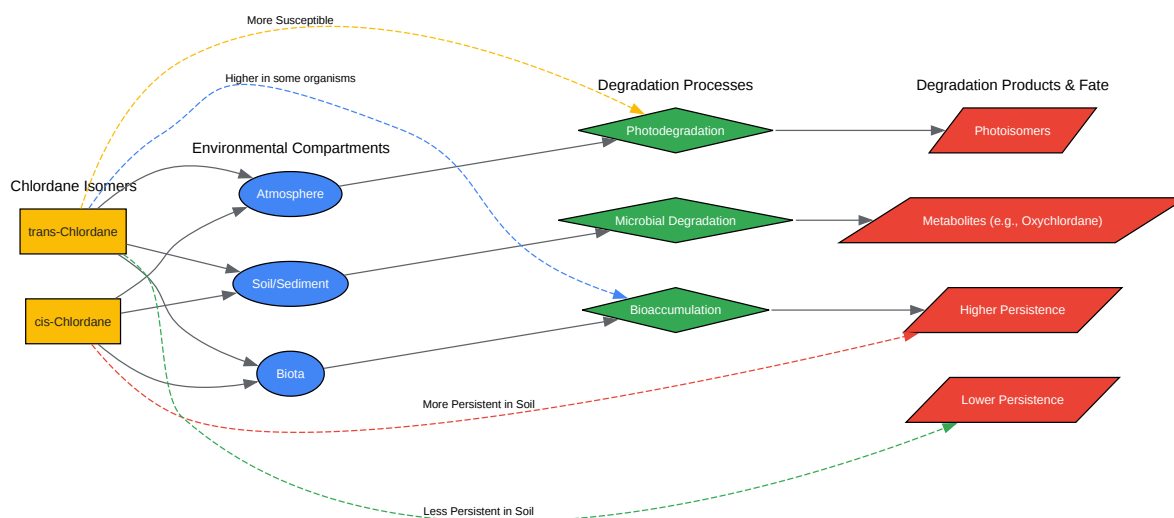 More Susceptible
Higher in some organisms
Degradation Processes
Degradation Products & Fate
Photodegradation
Photoisomers
Environmental Compartments
Chlordane Isomers
Atmosphere
trans-Chlordane
Microbial Degradation
Metabolites (e.g., Oxychlordane)
Soil/Sediment
cis-Chlordane
Bioaccumulation
Higher Persistence
Biota
More Persistent in Soil
Lower Persistence
Less Persistent in Soil